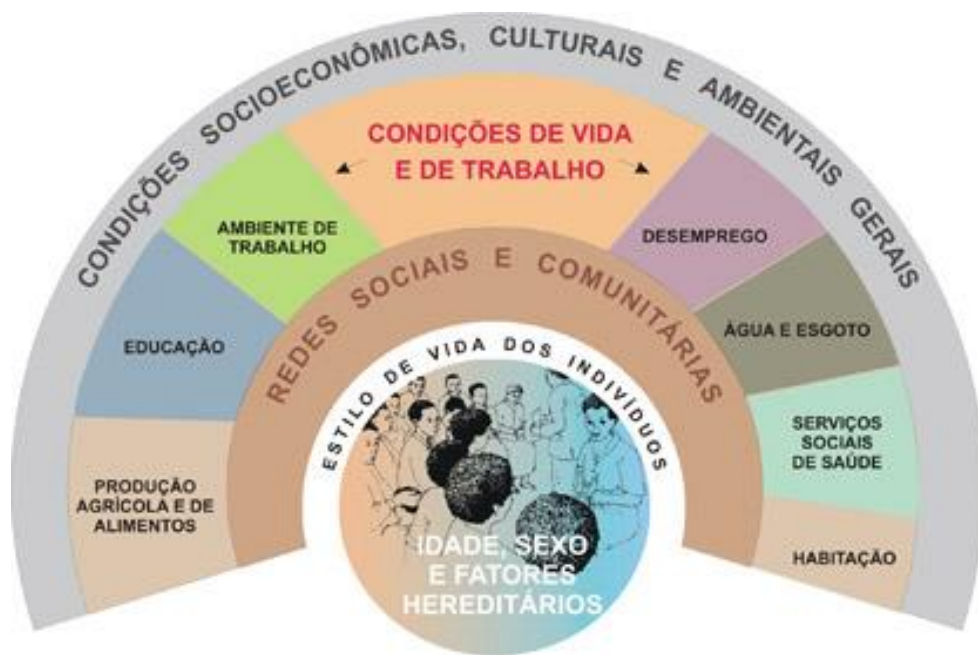 CONDIÇÕES SOCIOECONÔMICAS, CULTURAIS E AMBIENTAIS GERAIS
CONDIÇÕES DE VIDA
E DE TRABALHO
AMBIENTE DE
TRABALHO
DESEMPREGO
REDES SOCIAIS E COMUNITÁRIAS
EDUCAÇÃO
ÁGUA E ESGOTO
ESTILO DE VIDA DOS INDIVÍDUOS
SERVIÇOS
SOCIAIS
DE SAÚDE
PRODUÇÃO
AGRÍCOLA E DE
ALIMENTOS
HABITAÇÃO
IDADE, SEXO
E FATORES
HEREDITÁRIOS